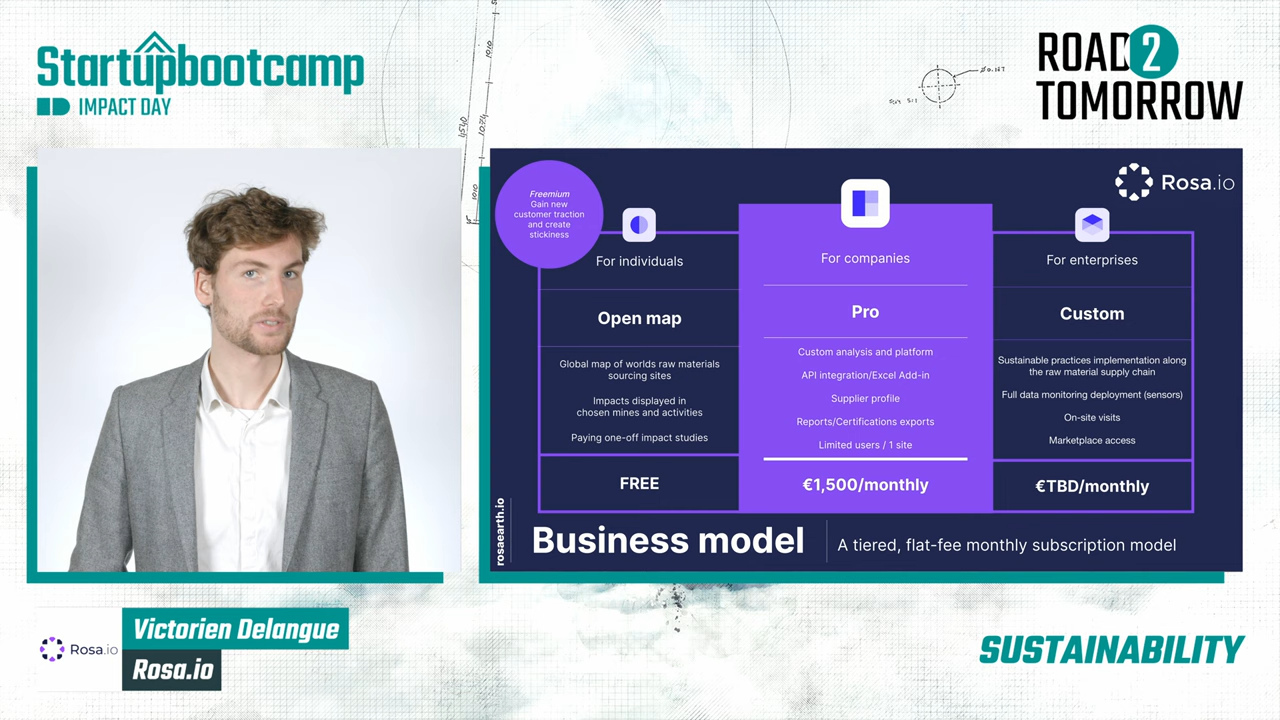 Startupbootcamp
IMPACT DAY
ROAD 2
TOMORROW
Freemium
Gain new
customer traction
and create
stickiness
Rosa.io
For individuals
Open map
Global map of worlds raw materials
sourcing sites
Impacts displayed in
chosen mines and activities
Paying one-off impact studies
FREE
For companies
Pro
Custom analysis and platform
API integration/Excel Add-in
Supplier profile
Reports/Certifications exports
Limited users / 1 site
€1,500/monthly
For enterprises
Custom
Sustainable practices implementation along
the raw material supply chain
Full data monitoring deployment (sensors)
On-site visits
Marketplace access
€TBD/monthly
rosaearth.io
Business model
A tiered, flat-fee monthly subscription model
Rosa.io
Victorien Delangue
Rosa.io
SUSTAINABILITY